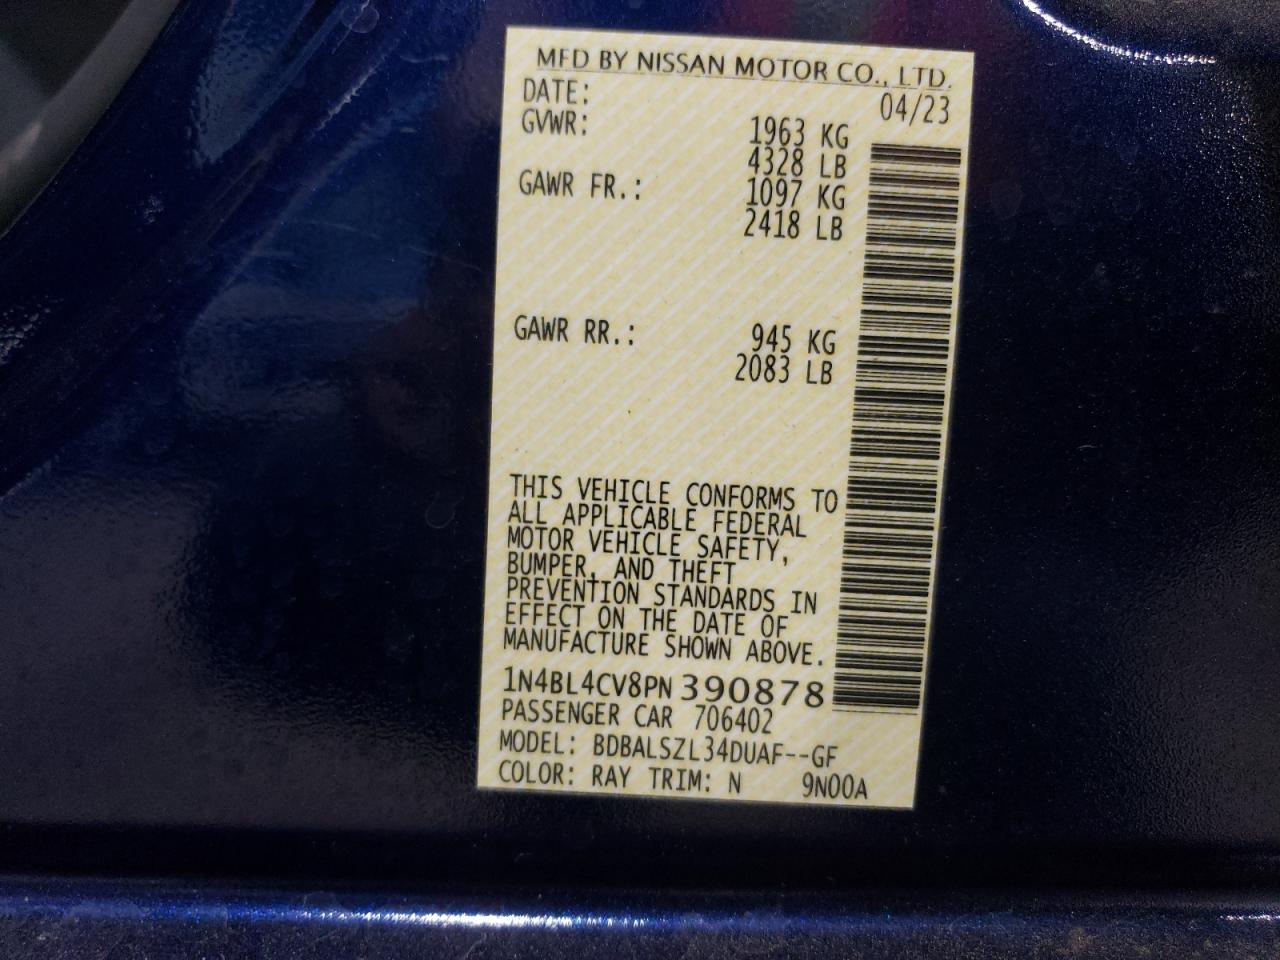 MFD BY NISSAN MOTOR CO., LTD.
DATE: 04/23
GVWR: 1963 KG
4328 LB
GAWR FR.: 1097 KG
2418 LB
GAWR RR.: 945 KG
2083 LB
THIS VEHICLE CONFORMS TO
ALL APPLICABLE FEDERAL
MOTOR VEHICLE SAFETY,
BUMPER, AND THEFT
PREVENTION STANDARDS IN
EFFECT ON THE DATE OF
MANUFACTURE SHOWN ABOVE.
1N4BL4CV8PN 390878
PASSENGER CAR 706402
MODEL: BDBALSZL34DUAF--GF
COLOR: RAY TRIM: N 9N00A